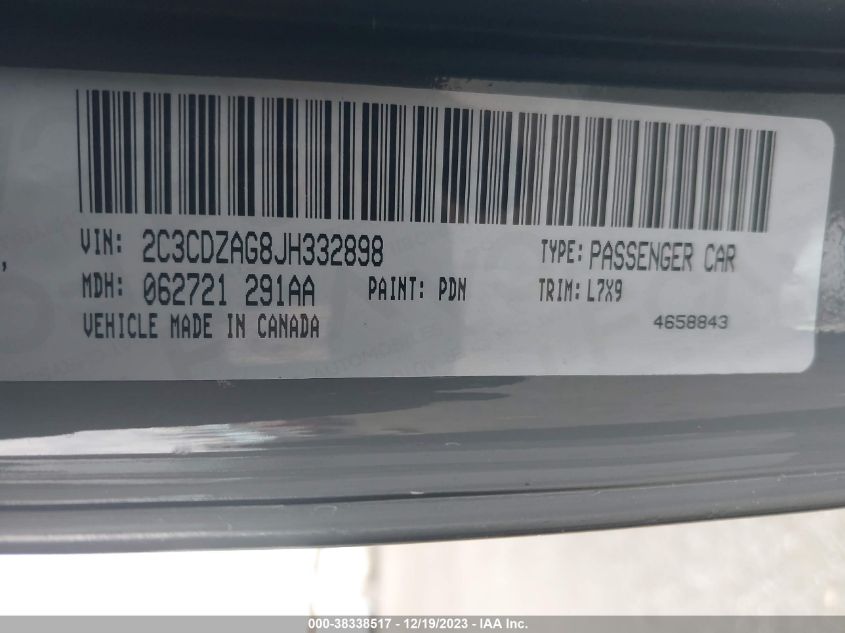 VIN: 2C3CDZAG8JH332898 TYPE: PASSENGER CAR
MDH: 062721 291AA PAINT: PDN TRIM: L7X9
VEHICLE MADE IN CANADA 4658843
000-38338517 - 12/19/2023 - IAA Inc.